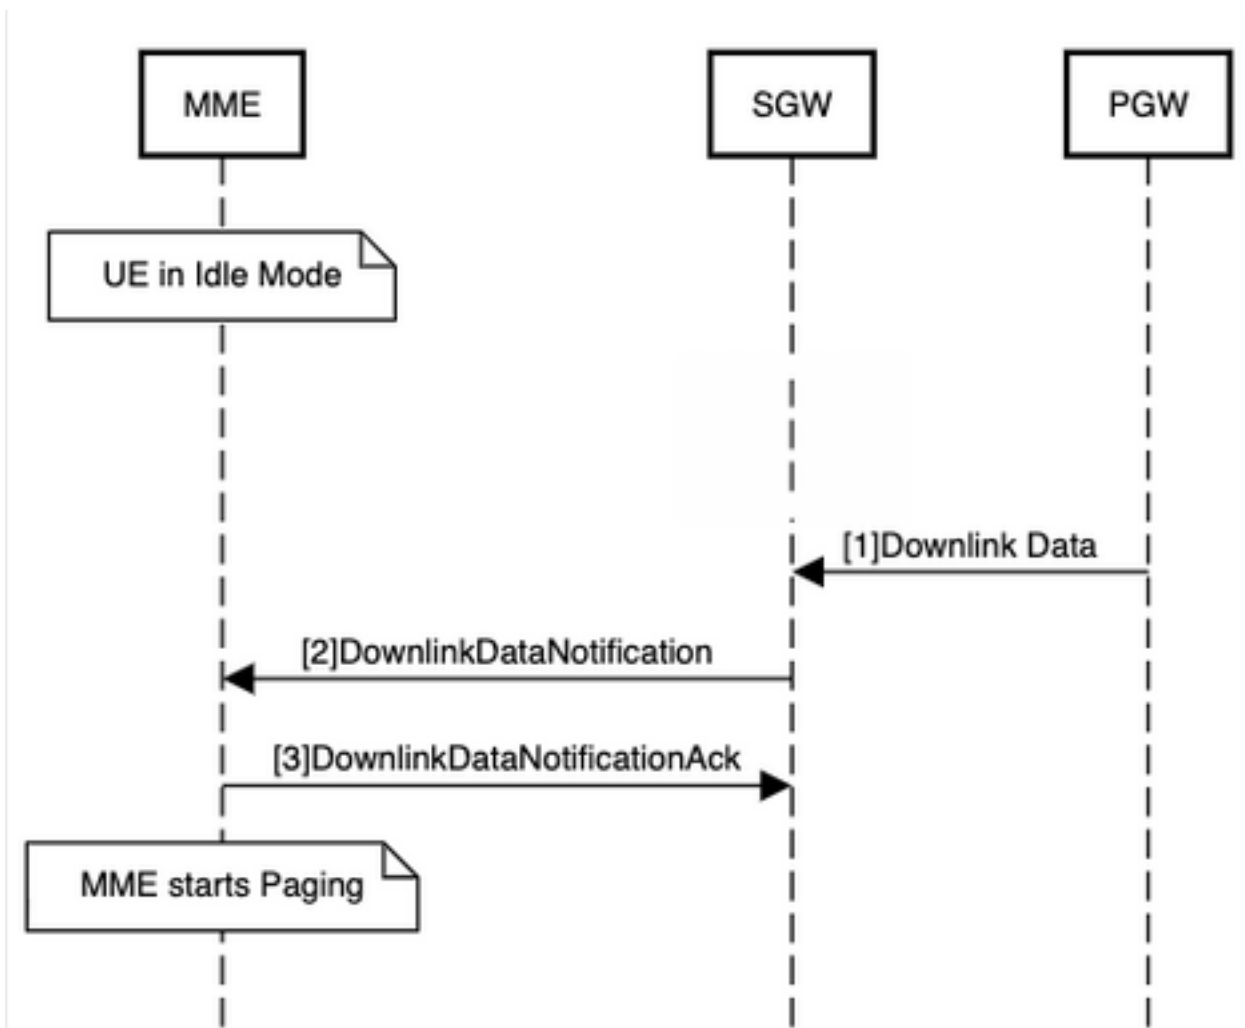 MME
SGW
PGW
UE in Idle Mode
[1]Downlink Data
[2]DownlinkDataNotification
[3]DownlinkDataNotificationAck
MME starts Paging